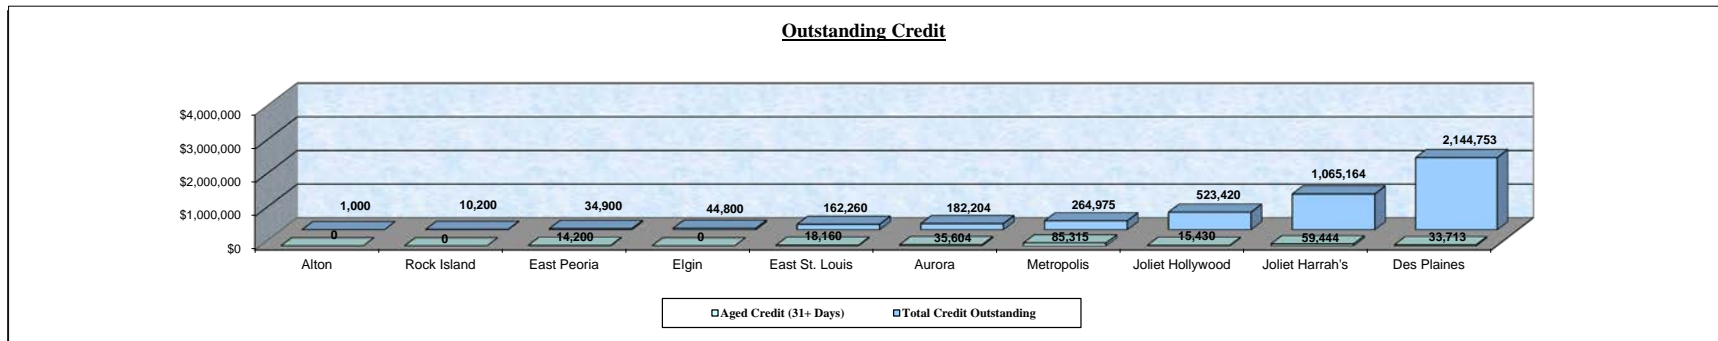 Outstanding Credit
$4,000,000
$3,000,000
$2,000,000
$1,000,000
$0
1,000 10,200 34,900 44,800 162,260 182,204 264,975 523,420 1,065,164 2,144,753
0 0 14,200 0 18,160 35,604 85,315 15,430 59,444 33,713
Alton Rock Island East Peoria Elgin East St. Louis Aurora Metropolis Joliet Hollywood Joliet Harrah's Des Plaines
Aged Credit (31+ Days) Total Credit Outstanding